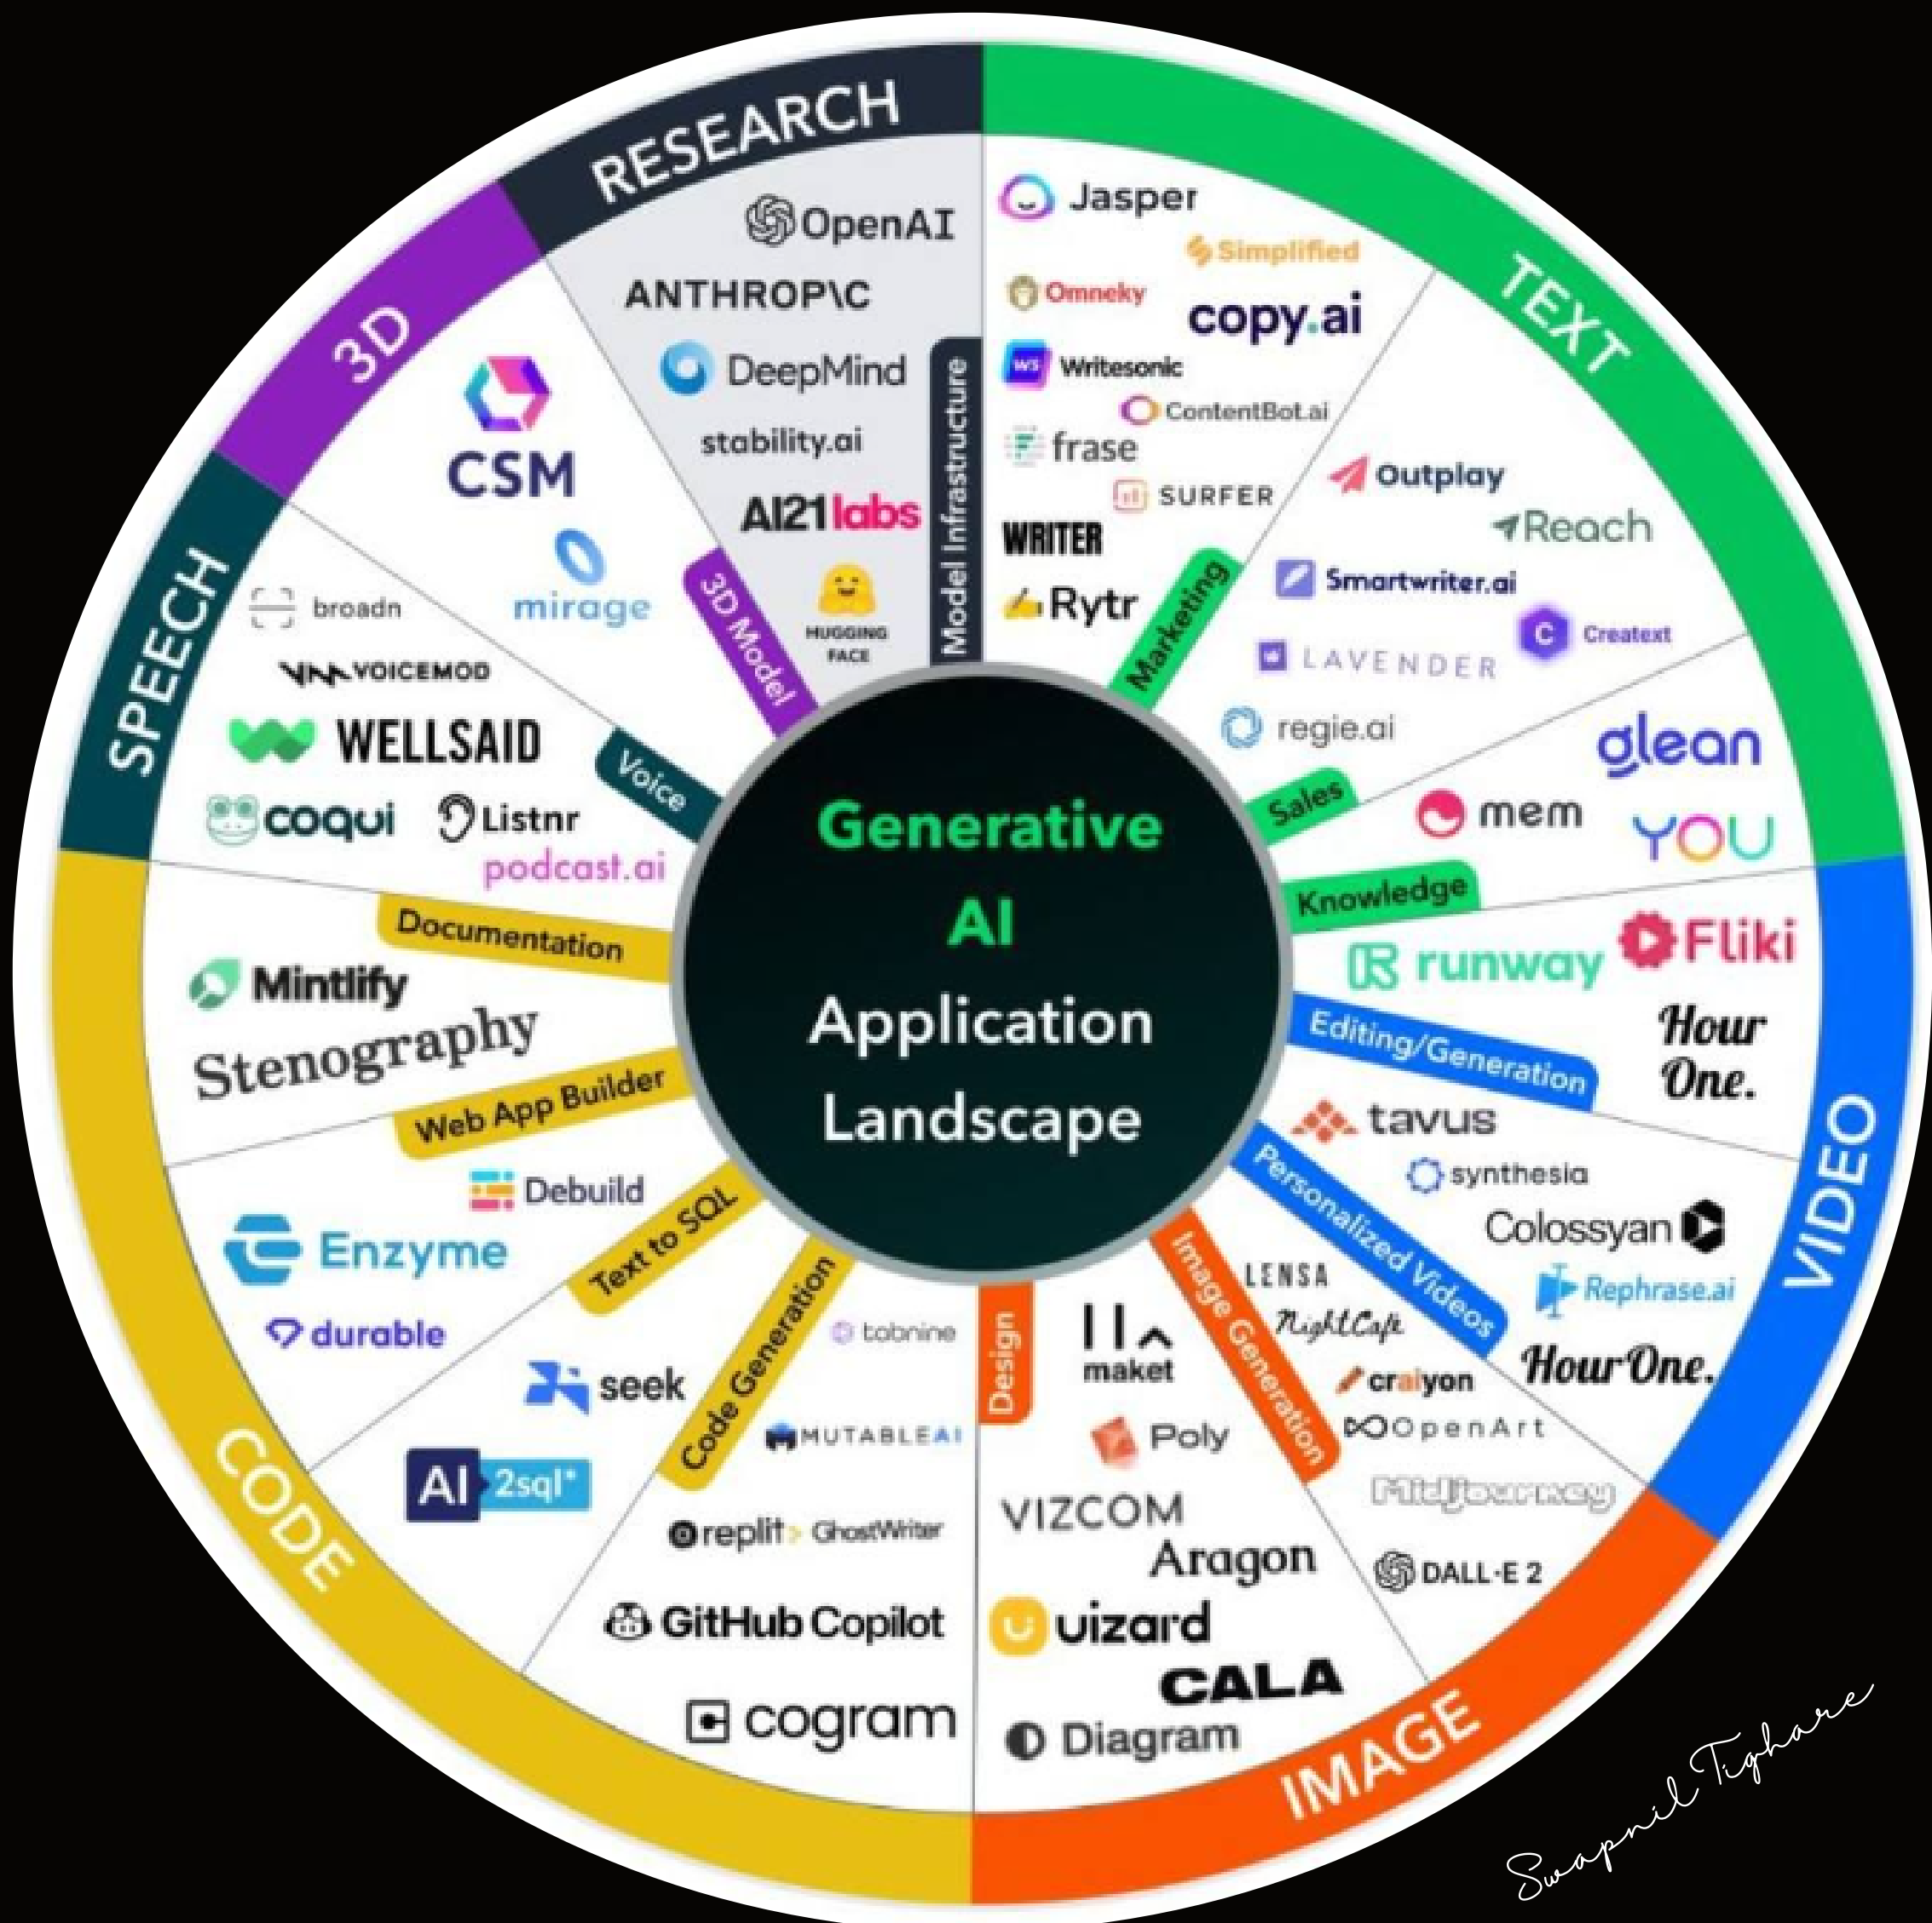 Generative
AI
Application
Landscape
RESEARCH
OpenAI
ANTHROP\C
DeepMind
stability.ai
AI21labs
HUGGING
FACE
Model Infrastructure
TEXT
Jasper
Simplified
Omneky
copy.ai
WS Writesonic
ContentBot.ai
frase
SURFER
WRITER
Rytr
Marketing
Outplay
Reach
Smartwriter.ai
C Creatext
LAVENDER
regie.ai
Sales
glean
mem
YOU
Knowledge
VIDEO
runway
Fliki
Hour
One.
Editing/Generation
tavus
synthesia
Colossyan
Rephrase.ai
Hour One.
Personalized Videos
IMAGE
LENSA
NightCafe
craiyon
OpenArt
Midjourney
DALL·E 2
Image Generation
maket
Poly
VIZCOM
Aragon
uizard
CALA
Diagram
Design
CODE
tabnine
MUTABLEAI
replit GhostWriter
GitHub Copilot
cogram
Code Generation
seek
AI 2sql*
Text to SQL
Debuild
Enzyme
durable
Web App Builder
Mintlify
Stenography
Documentation
SPEECH
broadn
VOICEMOD
WELLSAID
coqui
Listnr
podcast.ai
Voice
3D
CSM
mirage
3D Model
Swapnil Tighare